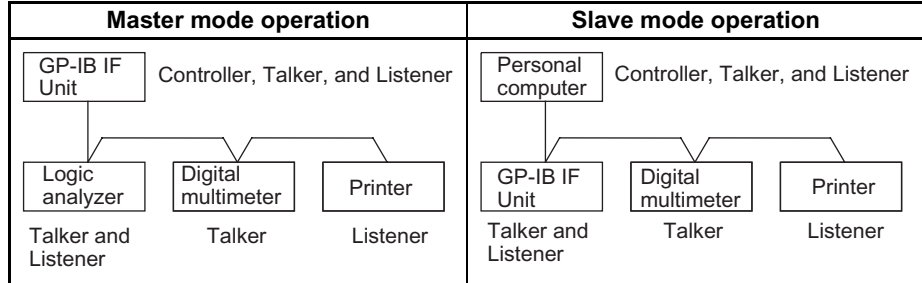 Master mode operation
GP-IB IF
Unit
Controller, Talker, and Listener
Logic
analyzer
Digital
multimeter
Printer
Talker and
Listener
Talker
Listener
Slave mode operation
Personal
computer
Controller, Talker, and Listener
GP-IB IF
Unit
Digital
multimeter
Printer
Talker and
Listener
Talker
Listener